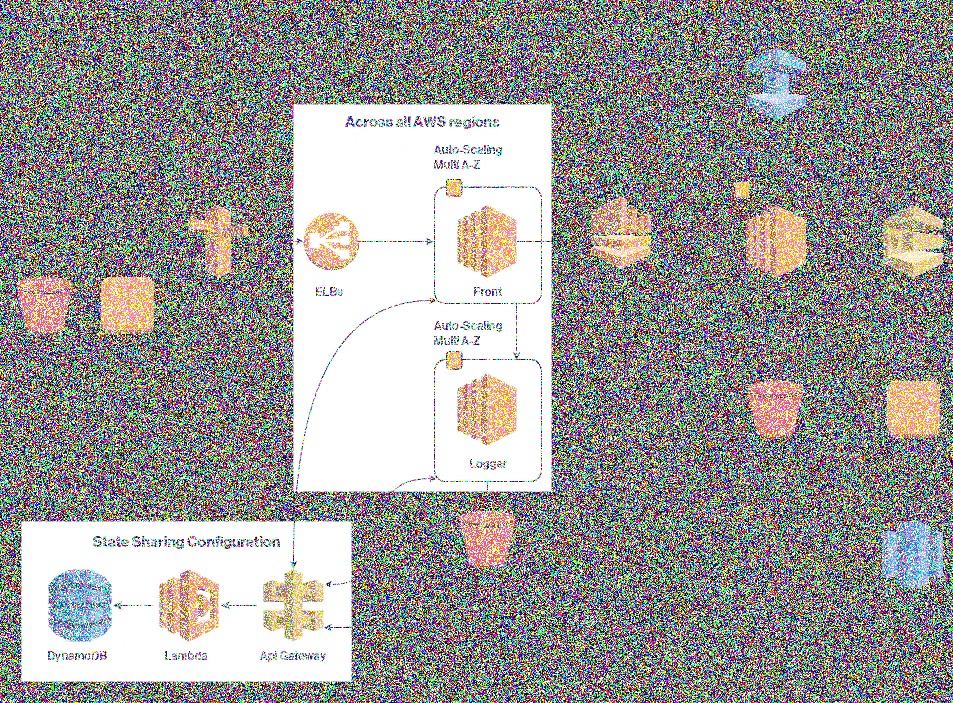 Across all AWS regions
Auto-Scaling
Multi A-Z
ELBs
Front
Auto-Scaling
Multi A-Z
Logger
State Sharing Configuration
DynamoDB
Lambda
Api Gateway